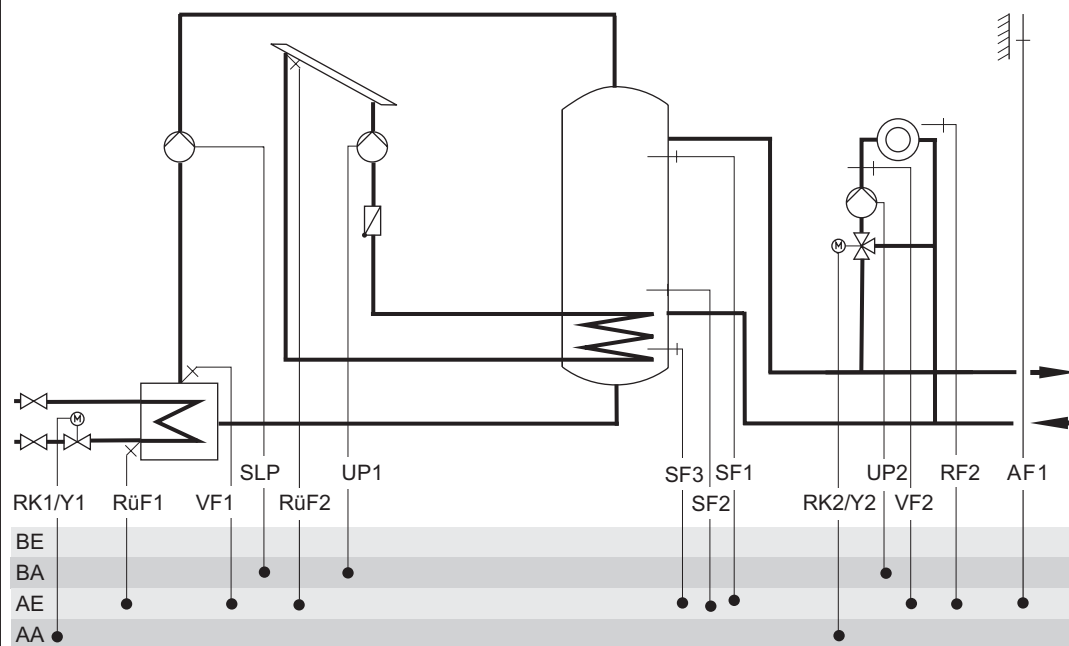 M
M
SLP
UP1
SF3
SF1
UP2
RF2
AF1
RK1/Y1
RüF1
VF1
RüF2
SF2
RK2/Y2
VF2
BE
BA
AE
AA